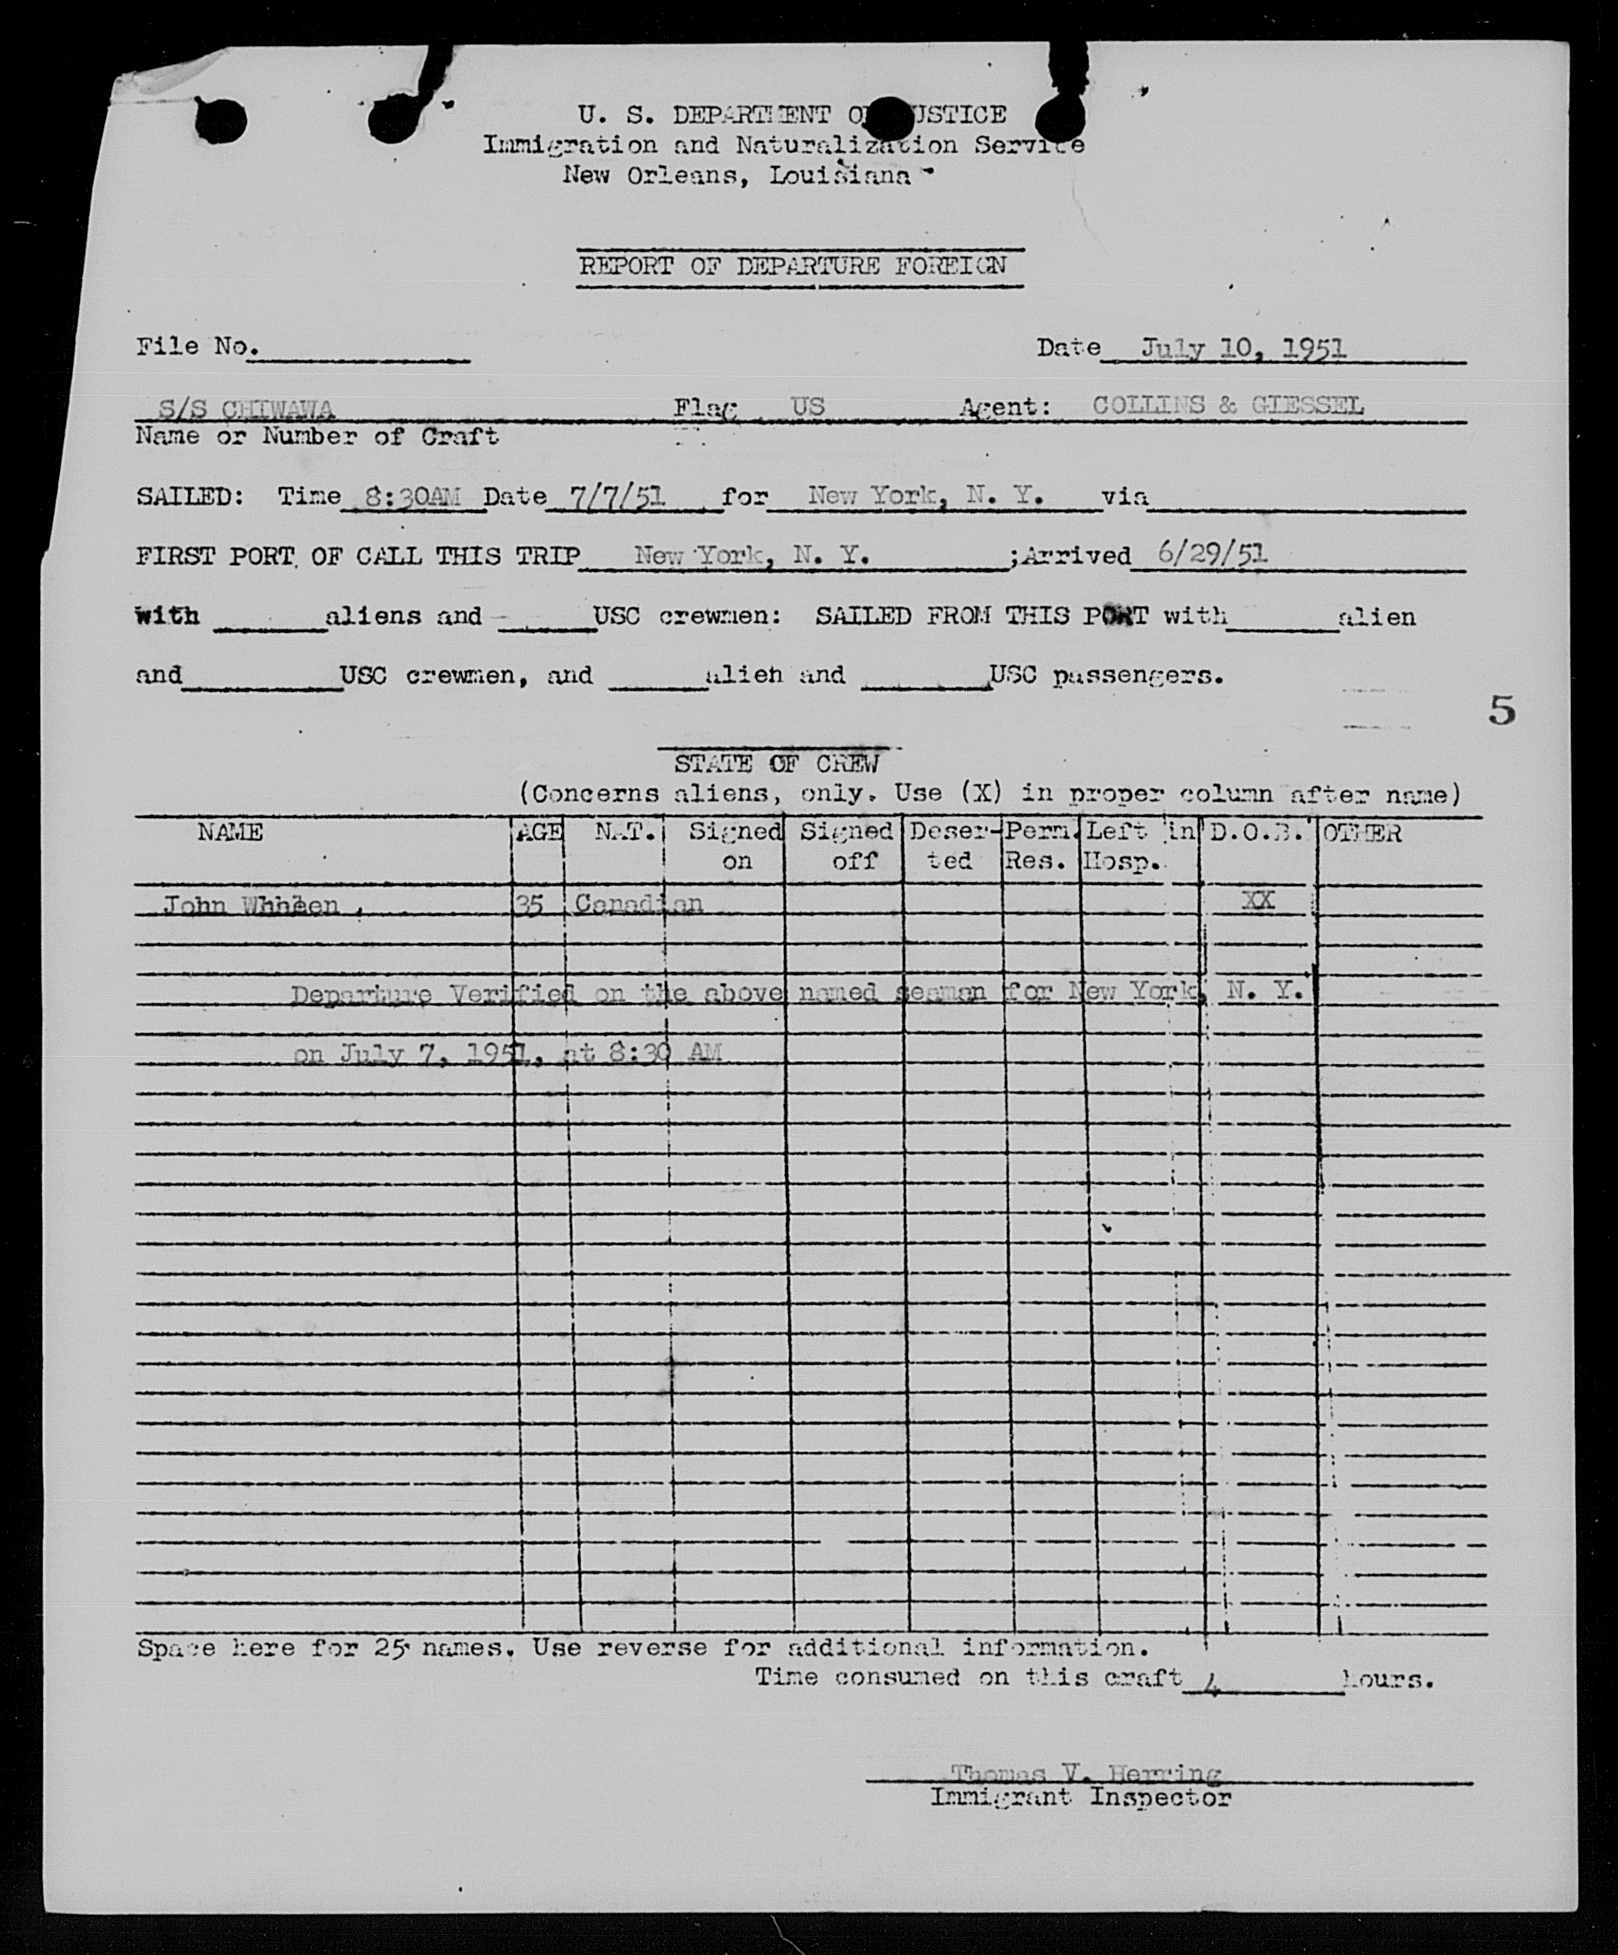 U. S. DEPARTMENT OF JUSTICE
Immigration and Naturalization Service
New Orleans, Louisiana
REPORT OF DEPARTURE FOREIGN
File No. Date July 10, 1951
S/S CHIWAWA Flag US Agent: COLLINS & GIESSEL
Name or Number of Craft
SAILED: Time 8:30AM Date 7/7/51 for New York, N. Y. via
FIRST PORT OF CALL THIS TRIP New York, N. Y. ;Arrived 6/29/51
with aliens and USC crewmen: SAILED FROM THIS PORT with alien
and USC crewmen, and alien and USC passengers.
5
STATE OF CREW
(Concerns aliens, only. Use (X) in proper column after name)
NAME AGE NAT. Signed Signed Deser- Perm. Left in D.O.B. OTHER
on off ted Res. Hosp.
John 35 Canadian XX
Departure Verified on the above named seaman for New York, N. Y.
on July 7, 1951, at 8:30 AM
Space here for 25 names. Use reverse for additional information.
Time consumed on this craft 4 hours.
Thomas V. Herring
Immigrant Inspector